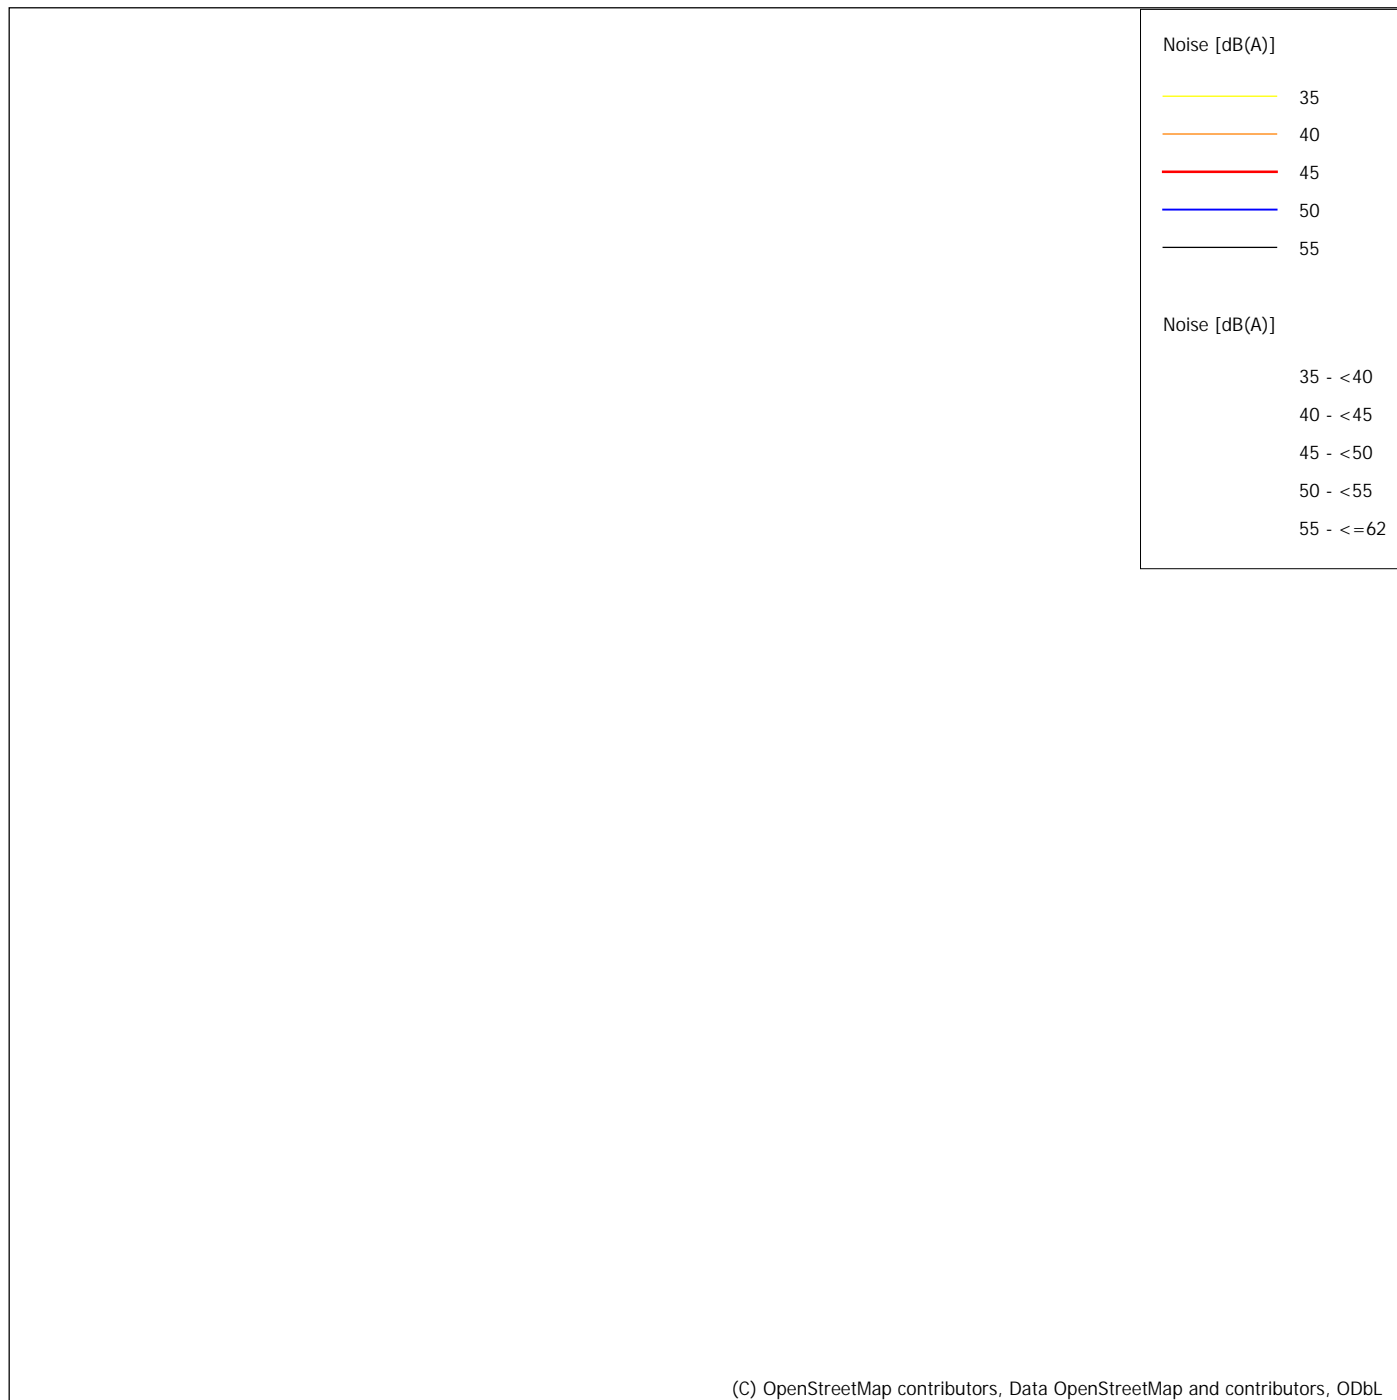 Noise [dB(A)]
35
40
45
50
55
Noise [dB(A)]
35 - <40
40 - <45
45 - <50
50 - <55
55 - <=62
(C) OpenStreetMap contributors, Data OpenStreetMap and contributors, ODbL